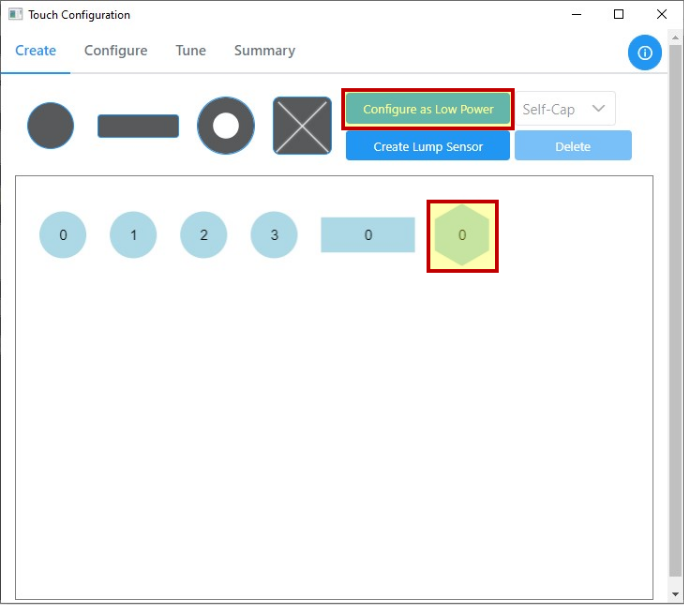 Touch Configuration
Create Configure Tune Summary
Configure as Low Power Self-Cap
Create Lump Sensor Delete
0 1 2 3 0 0